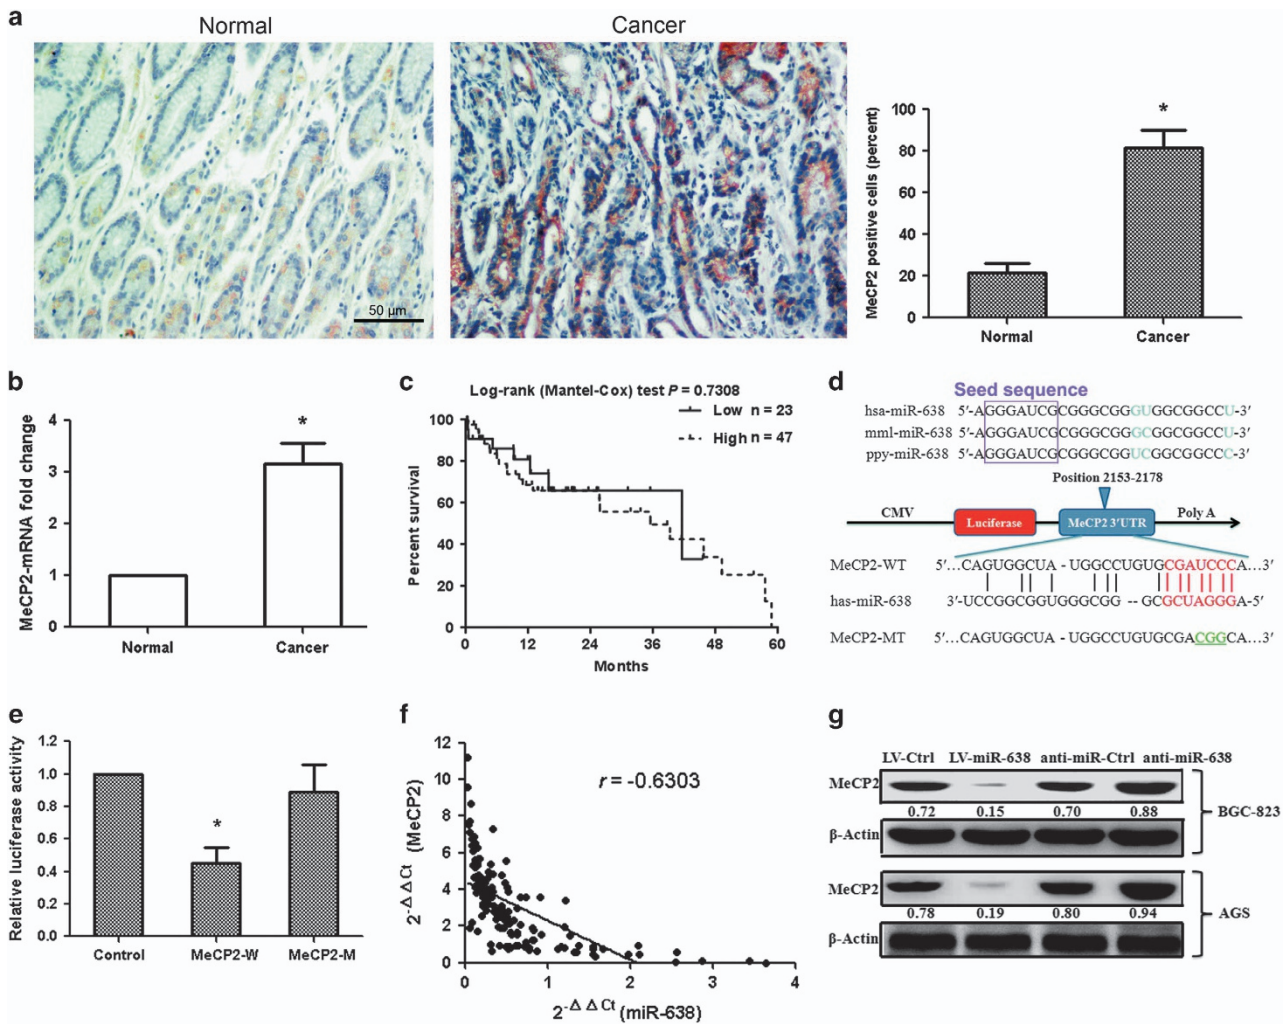 a
Normal
Cancer
50 µm
MeCP2 positive cells (percent)
100
80
60
40
20
0
*
Normal
Cancer
b
MeCP2-mRNA fold change
4
3
2
1
0
*
Normal
Cancer
c
Log-rank (Mantel-Cox) test P = 0.7308
Low n = 23
High n = 47
Percent survival
100
80
60
40
20
0
0 12 24 36 48 60
Months
d
Seed sequence
hsa-miR-638 5′-AGGGAUCGCGGGCGGGUGGCGGCCU-3′
mml-miR-638 5′-AGGGAUCGCGGGCGGGCGGCGGCCU-3′
ppy-miR-638 5′-AGGGAUCGCGGGCGGUCGGCGGCCC-3′
Position 2153-2178
CMV
Luciferase
MeCP2 3′UTR
Poly A
MeCP2-WT 5′...CAGUGGCUA - UGGCCUGUGCGAUCCCA...3′
has-miR-638 3′-UCCGGCGGUGGGCGG --GCGCUAGGGA-5′
MeCP2-MT 5′...CAGUGGCUA - UGGCCUGUGCGACGGCA...3′
e
Relative luciferase activity
1.2
1.0
0.8
0.6
0.4
0.2
0.0
*
Control
MeCP2-W
MeCP2-M
f
2-ΔΔCt (MeCP2)
12
10
8
6
4
2
0
r = -0.6303
0 1 2 3 4
2-ΔΔCt (miR-638)
g
LV-Ctrl LV-miR-638 anti-miR-Ctrl anti-miR-638
MeCP2
0.72 0.15 0.70 0.88
β-Actin
BGC-823
MeCP2
0.78 0.19 0.80 0.94
β-Actin
AGS